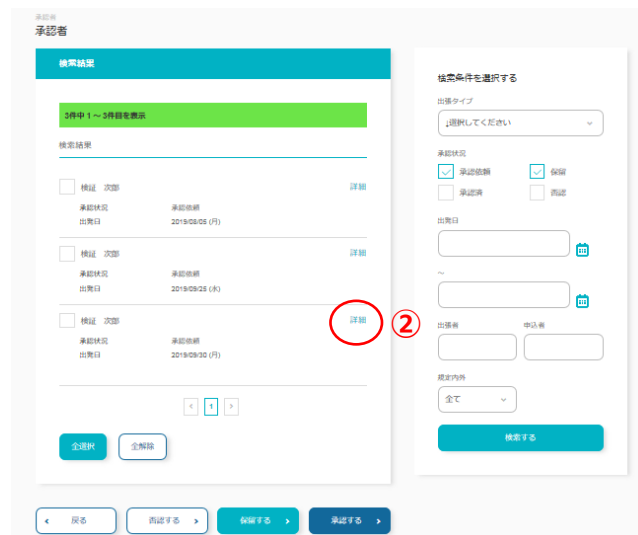 承認者
承認者
検索結果
3件中 1～3件目を表示
検索結果
検証 次郎
詳細
承認状況 承認依頼
出発日 2019/08/05 (月)
検証 次郎
詳細
承認状況 承認依頼
出発日 2019/09/25 (水)
検証 次郎
詳細
②
承認状況 承認依頼
出発日 2019/09/30 (月)
< 1 >
全選択 全解除
検索条件を選択する
出張タイプ
↓選択してください
承認状況
承認依頼 保留
承認済 否認
出発日
～
出張者 申込者
規定内外
全て
検索する
戻る 否認する 保留する 承認する